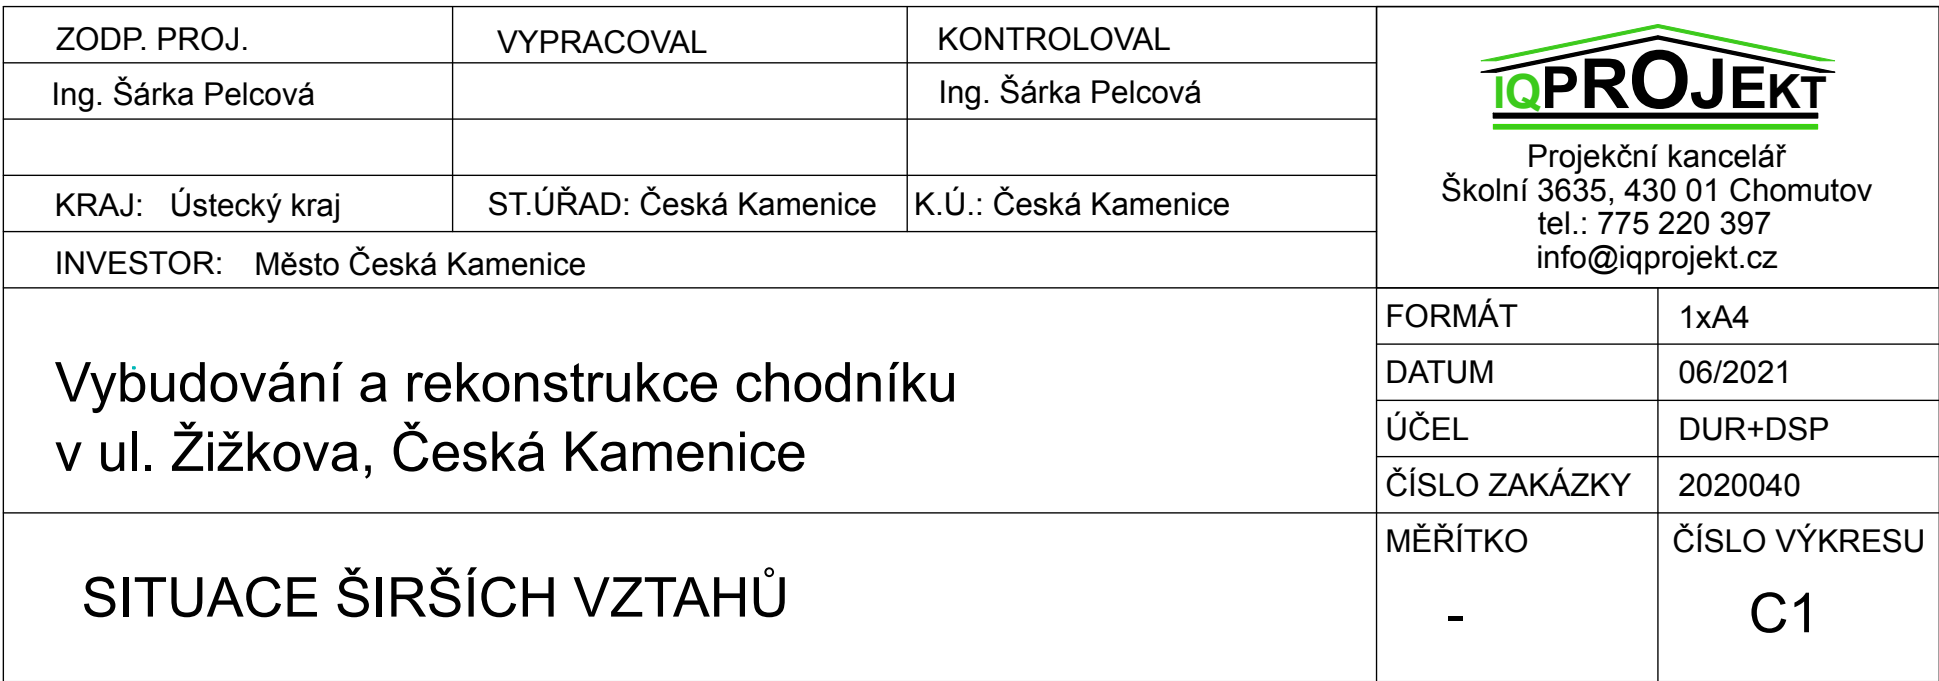 ZODP. PROJ.
VYPRACOVAL
KONTROLOVAL
Ing. Šárka Pelcová
Ing. Šárka Pelcová
KRAJ: Ústecký kraj
ST.ÚŘAD: Česká Kamenice
K.Ú.: Česká Kamenice
INVESTOR: Město Česká Kamenice
IQPROJEKT
Projekční kancelář
Školní 3635, 430 01 Chomutov
tel.: 775 220 397
info@iqprojekt.cz
Vybudování a rekonstrukce chodníku
v ul. Žižkova, Česká Kamenice
FORMÁT 1xA4
DATUM 06/2021
ÚČEL DUR+DSP
ČÍSLO ZAKÁZKY 2020040
SITUACE ŠIRŠÍCH VZTAHŮ
MĚŘÍTKO
-
ČÍSLO VÝKRESU
C1